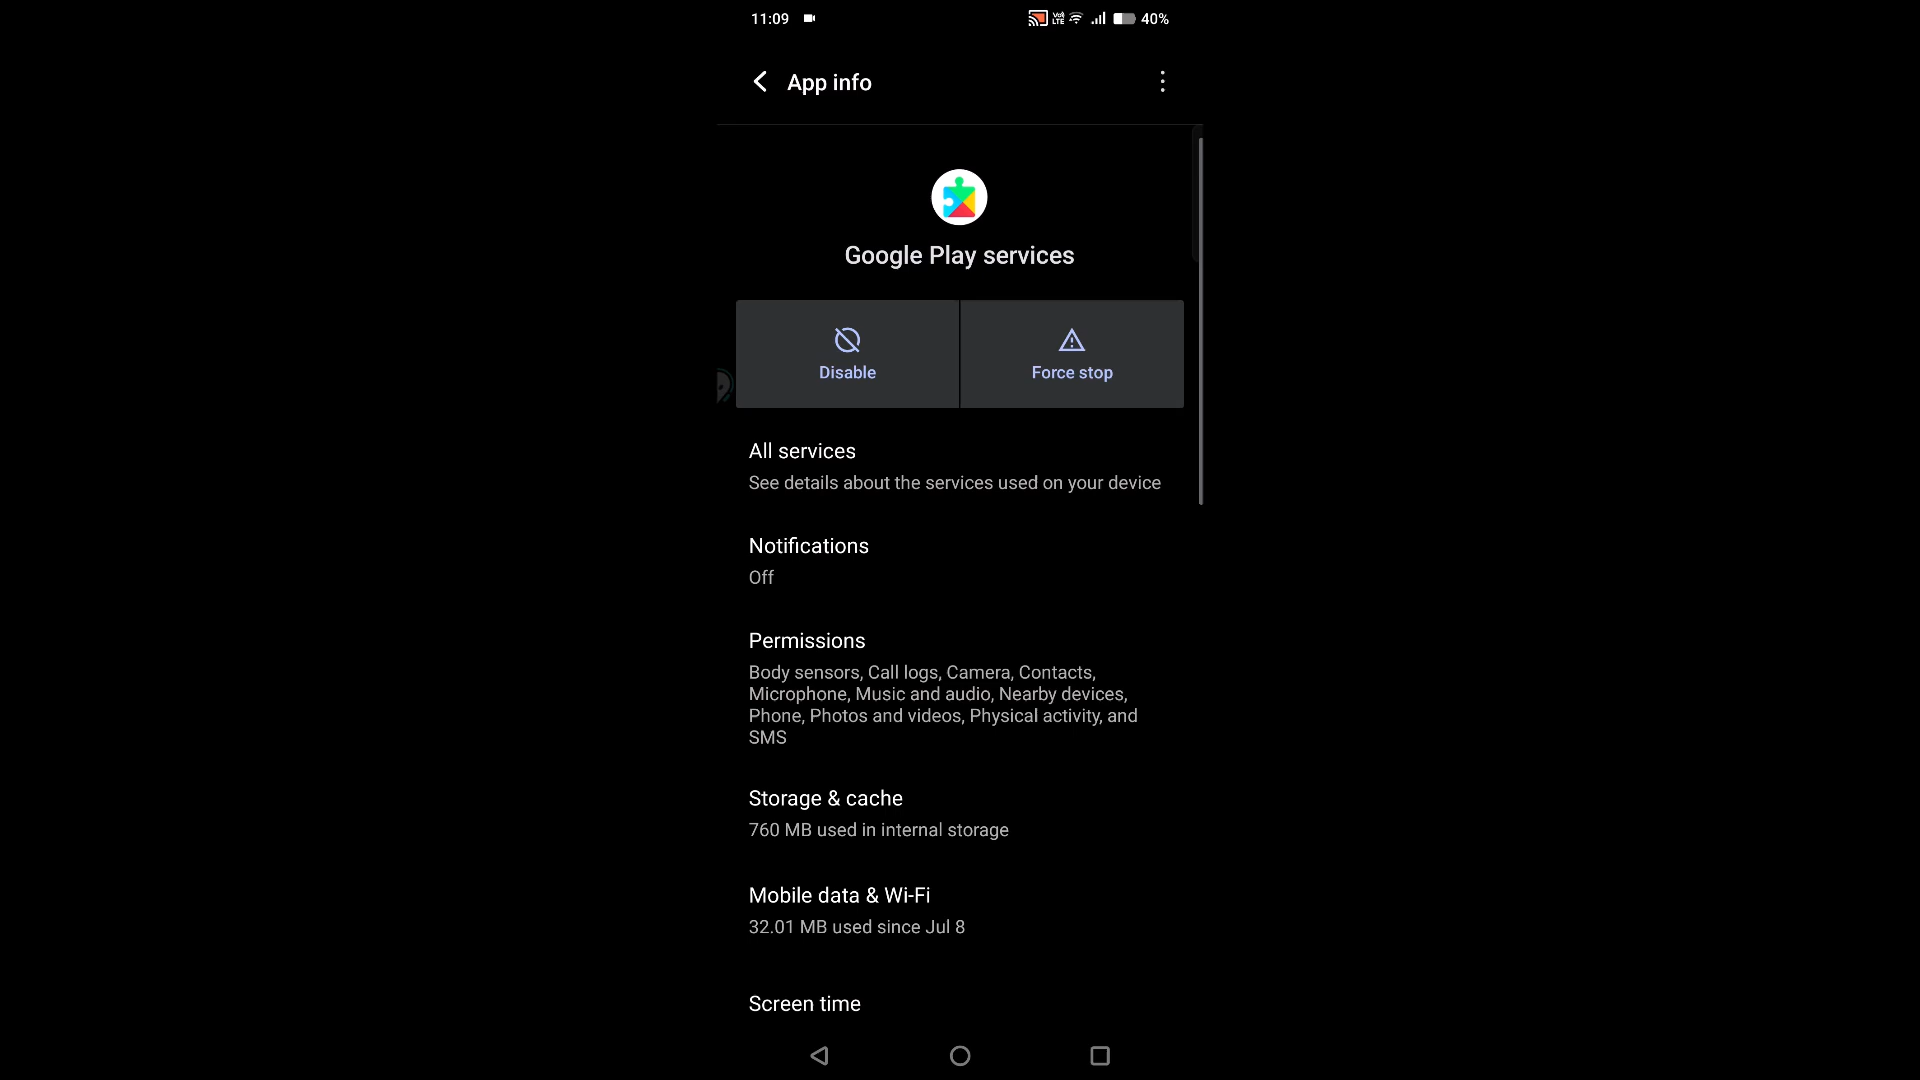 11:09 40%
App info
Google Play services
Disable Force stop
All services
See details about the services used on your device
Notifications
Off
Permissions
Body sensors, Call logs, Camera, Contacts,
Microphone, Music and audio, Nearby devices,
Phone, Photos and videos, Physical activity, and
SMS
Storage & cache
760 MB used in internal storage
Mobile data & Wi-Fi
32.01 MB used since Jul 8
Screen time